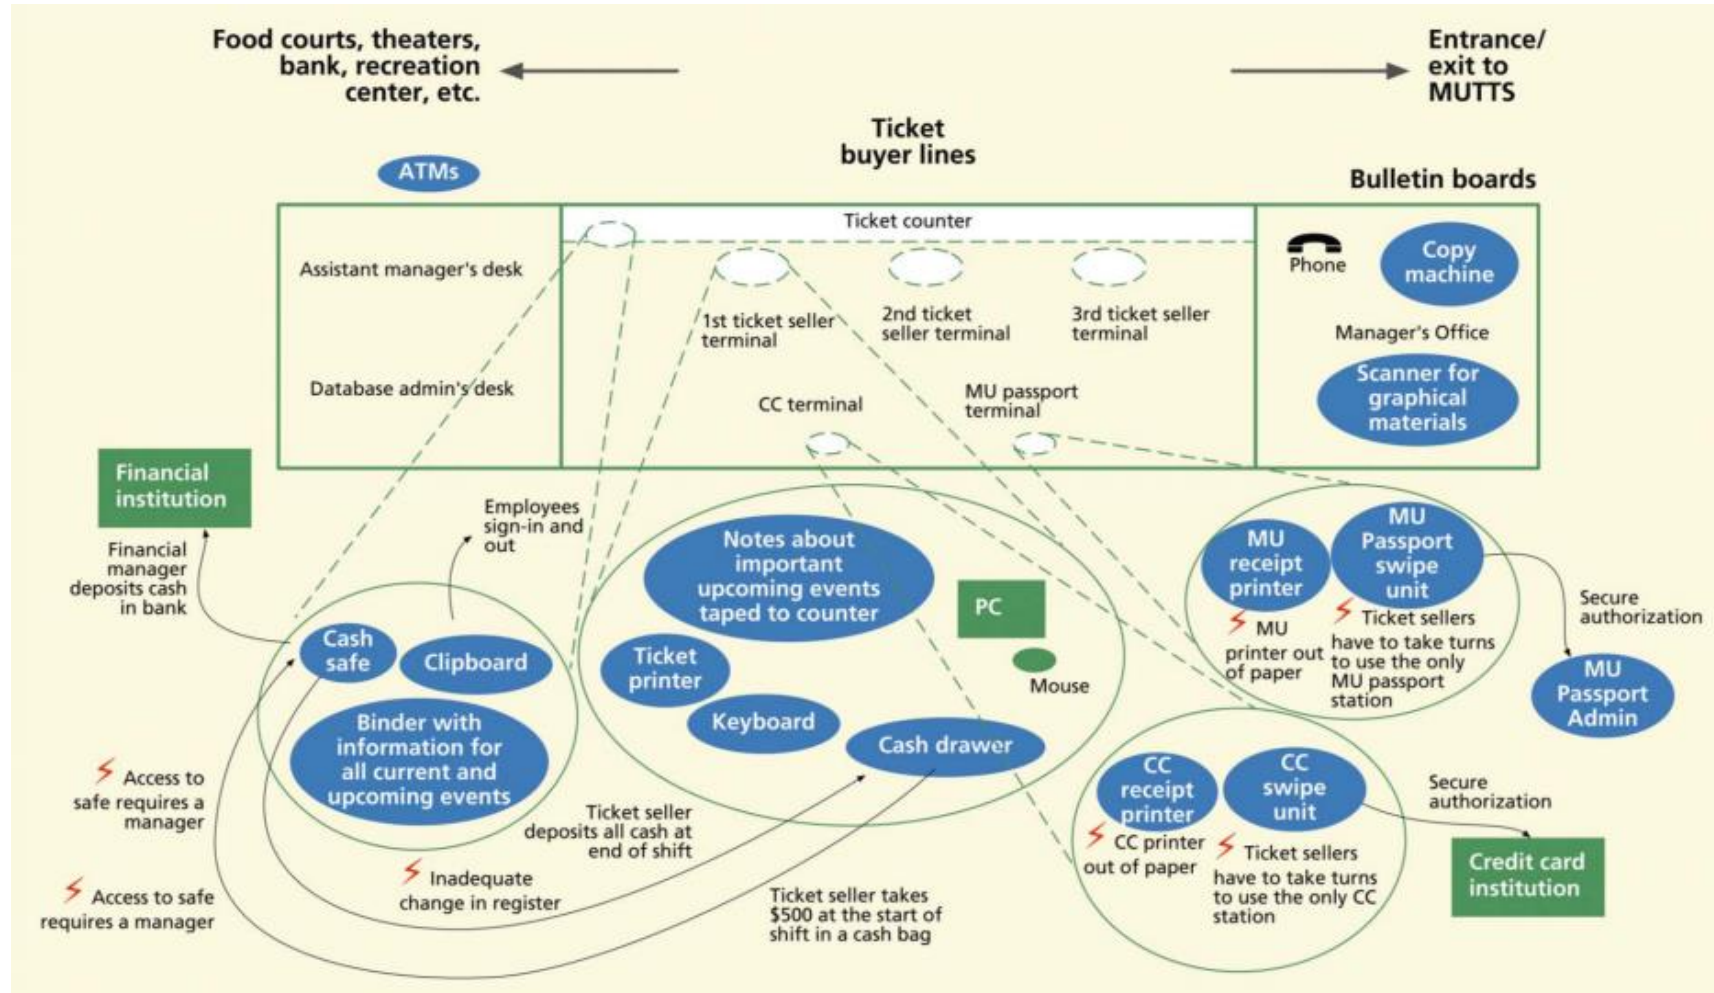 Food courts, theaters,
bank, recreation
center, etc.
Entrance/
exit to
MUTTS
Ticket
buyer lines
ATMs
Bulletin boards
Ticket counter
Assistant manager's desk
Database admin's desk
1st ticket seller
terminal
2nd ticket
seller terminal
3rd ticket seller
terminal
CC terminal
MU passport
terminal
Phone
Copy
machine
Manager's Office
Scanner for
graphical
materials
Financial
institution
Financial
manager
deposits cash
in bank
Employees
sign-in and
out
Cash
safe
Clipboard
Binder with
information for
all current and
upcoming events
Access to
safe requires a
manager
Access to safe
requires a manager
Inadequate
change in register
Ticket seller
deposits all cash at
end of shift
Ticket seller takes
$500 at the start of
shift in a cash bag
Notes about
important
upcoming events
taped to counter
PC
Mouse
Ticket
printer
Keyboard
Cash drawer
MU
receipt
printer
MU
Passport
swipe
unit
MU
printer out
of paper
Ticket sellers
have to take turns
to use the only
MU passport
station
Secure
authorization
MU
Passport
Admin
CC
receipt
printer
CC
swipe
unit
CC printer
out of paper
Ticket sellers
have to take turns
to use the only CC
station
Secure
authorization
Credit card
institution